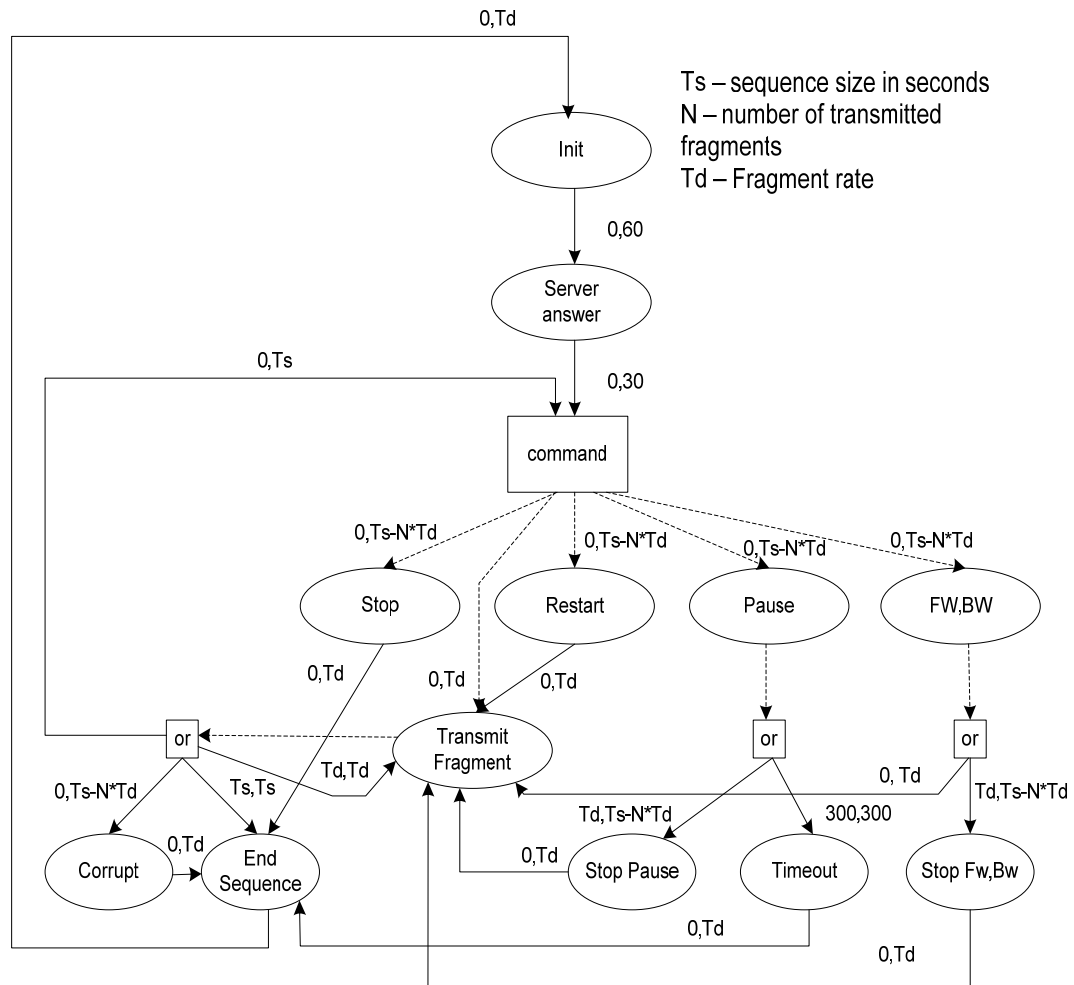 0,Td
Ts – sequence size in seconds
N – number of transmitted
fragments
Td – Fragment rate
Init
0,60
Server
answer
0,Ts
0,30
command
0,Ts-N*Td
0,Ts-N*Td
0,Ts-N*Td
0,Ts-N*Td
Stop
Restart
Pause
FW,BW
0,Td
0,Td
0,Td
or
Transmit
Fragment
or
or
Td,Td
0, Td
0,Ts-N*Td
Ts,Ts
Td,Ts-N*Td
300,300
Td,Ts-N*Td
0,Td
0,Td
Corrupt
End
Sequence
Stop Pause
Timeout
Stop Fw,Bw
0,Td
0,Td